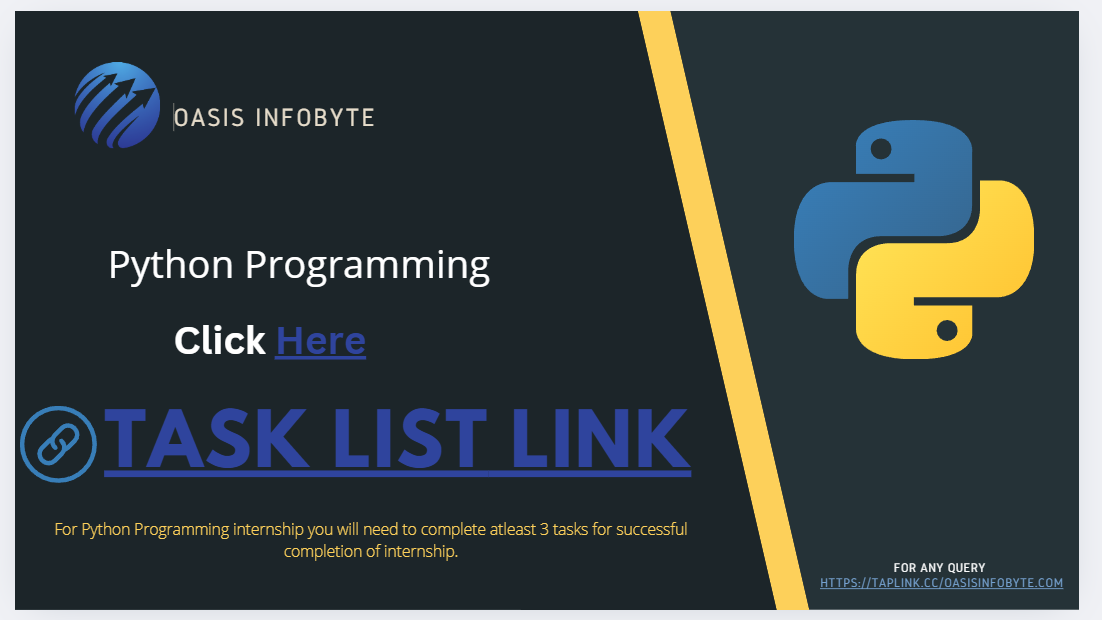 OASIS INFOBYTE
Python Programming
Click Here
TASK LIST LINK
For Python Programming internship you will need to complete atleast 3 tasks for successful
completion of internship.
FOR ANY QUERY
HTTPS://TAPLINK.CC/OASISINFOBYTE.COM